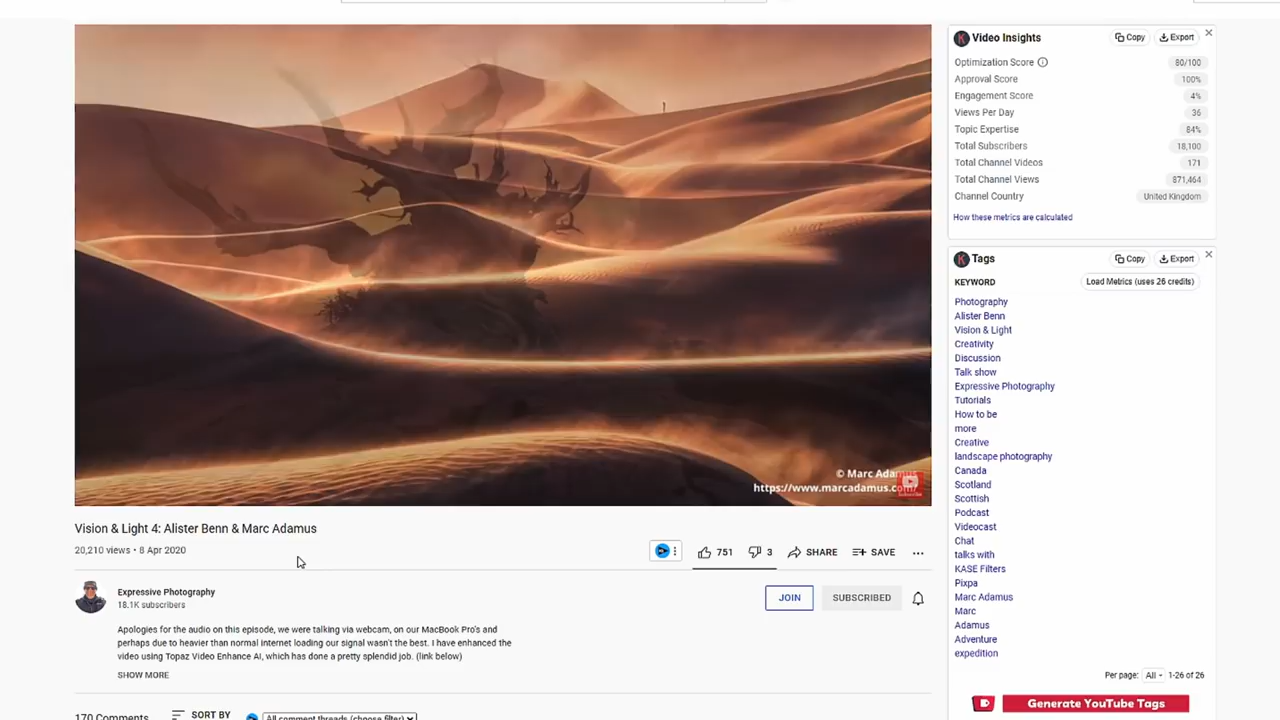 © Marc Adamus
https://www.marcadamus.com/
Vision & Light 4: Alister Benn & Marc Adamus
20,210 views • 8 Apr 2020
751
3
SHARE
SAVE
Expressive Photography
18.1K subscribers
JOIN
SUBSCRIBED
Apologies for the audio on this episode, we were talking via webcam, on our MacBook Pro's and
perhaps due to heavier than normal internet loading our signal wasn't the best. I have enhanced the
video using Topaz Video Enhance AI, which has done a pretty splendid job. (link below)
SHOW MORE
170 Comments
SORT BY
All comment threads (choose filter)
Video Insights
Copy
Export
Optimization Score 80/100
Approval Score 100%
Engagement Score 4%
Views Per Day 36
Topic Expertise 84%
Total Subscribers 18,100
Total Channel Videos 171
Total Channel Views 871,464
Channel Country United Kingdom
How these metrics are calculated
Tags
Copy
Export
KEYWORD
Load Metrics (uses 26 credits)
Photography
Alister Benn
Vision & Light
Creativity
Discussion
Talk show
Expressive Photography
Tutorials
How to be
more
Creative
landscape photography
Canada
Scotland
Scottish
Podcast
Videocast
Chat
talks with
KASE Filters
Pixpa
Marc Adamus
Marc
Adamus
Adventure
expedition
Per page: All 1-26 of 26
Generate YouTube Tags